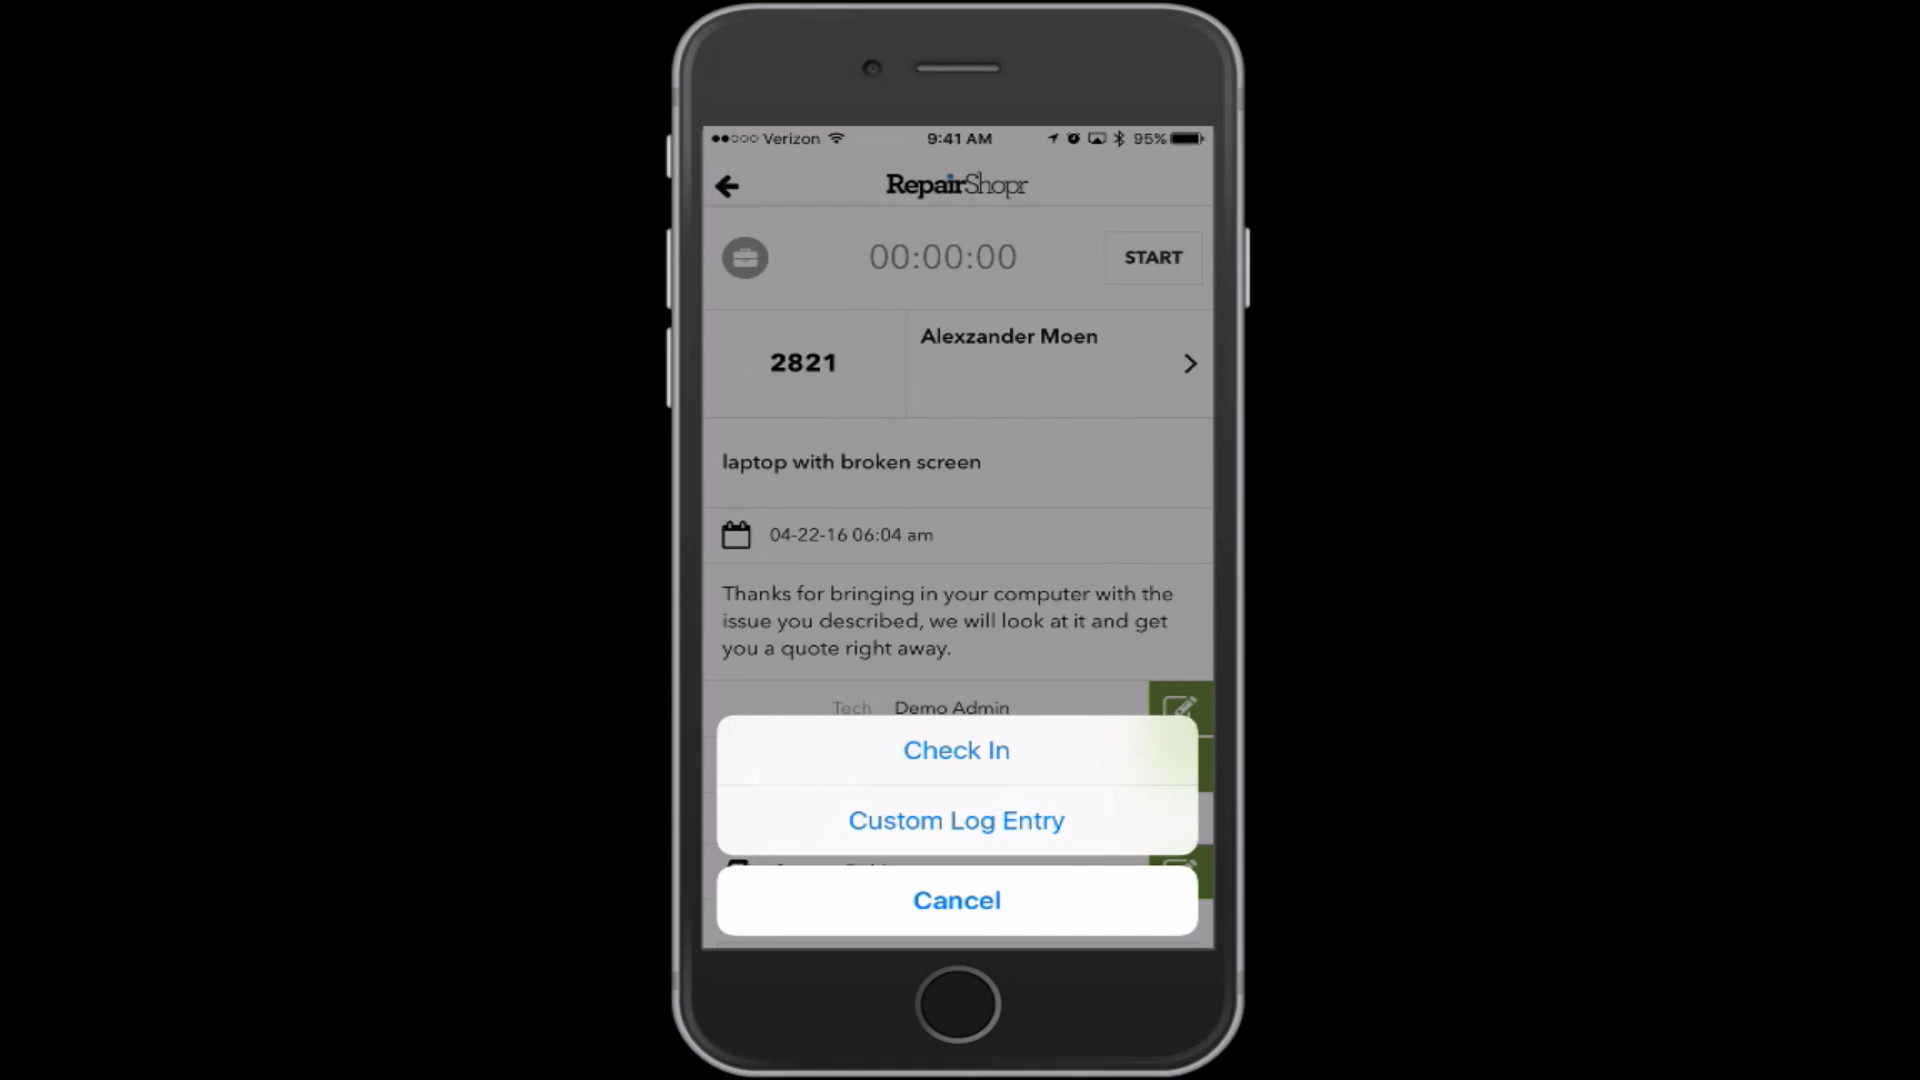 Verizon 9:41 AM 95%
RepairShopr
00:00:00 START
Alexzander Moen
2821
laptop with broken screen
04-22-16 06:04 am
Thanks for bringing in your computer with the
issue you described, we will look at it and get
you a quote right away.
Tech Demo Admin
Check In
Custom Log Entry
Cancel